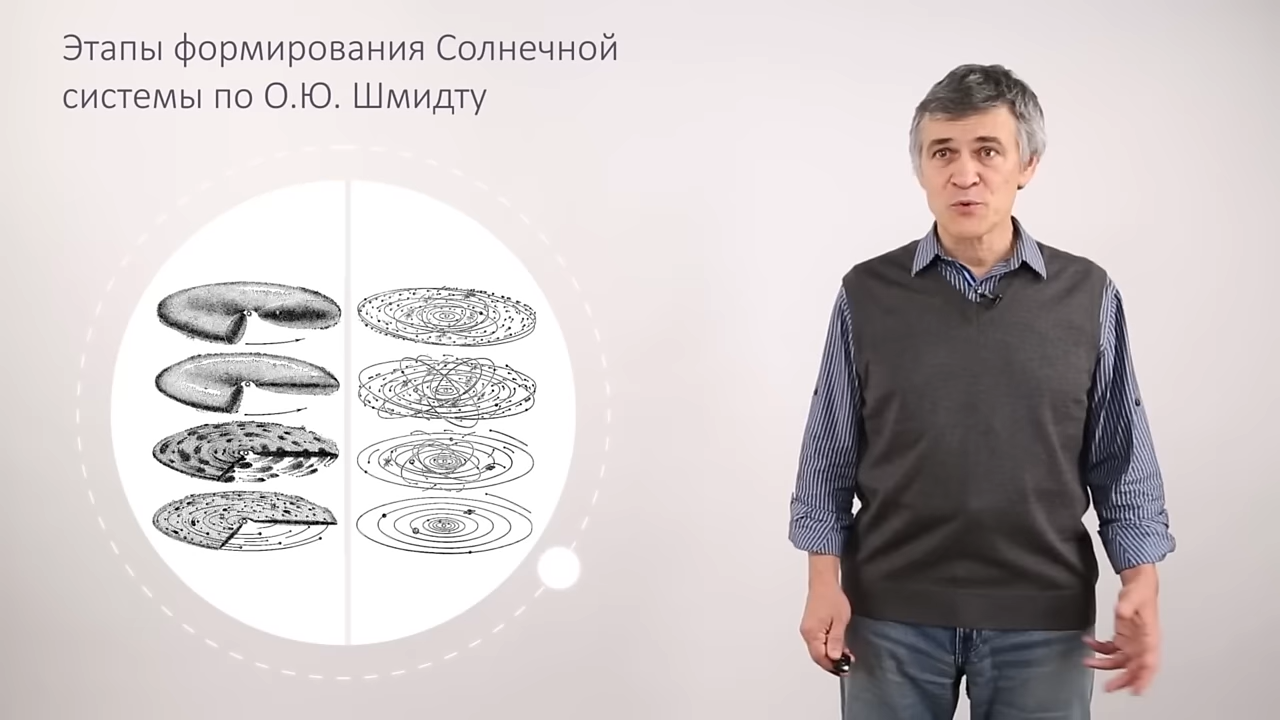 Этапы формирования Солнечной
системы по О.Ю. Шмидту